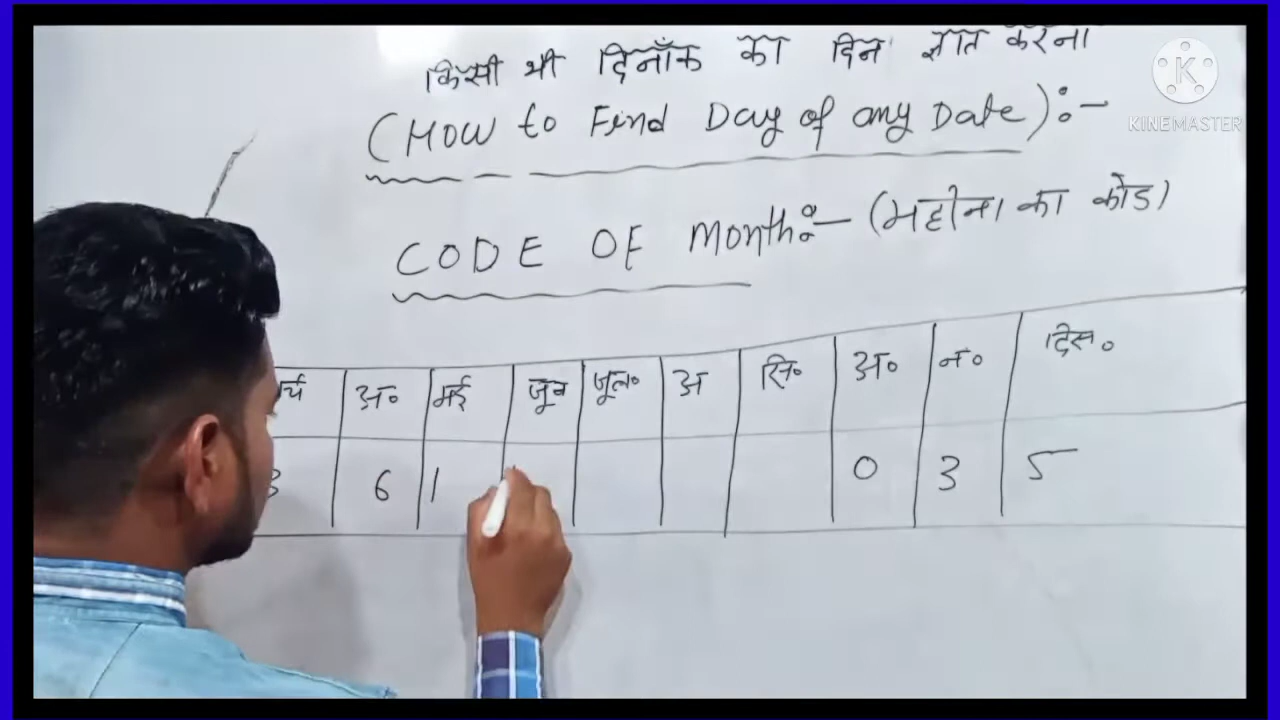 किसी भी दिनाँक का दिन ज्ञात करना
(How to Find Day of any Date):-
CODE OF Month:- (महीना का कोड)
र्च अ० मई जून जूल० अ सि० अ० न० दिस०
3 6 1 0 3 5
K
KINEMASTER